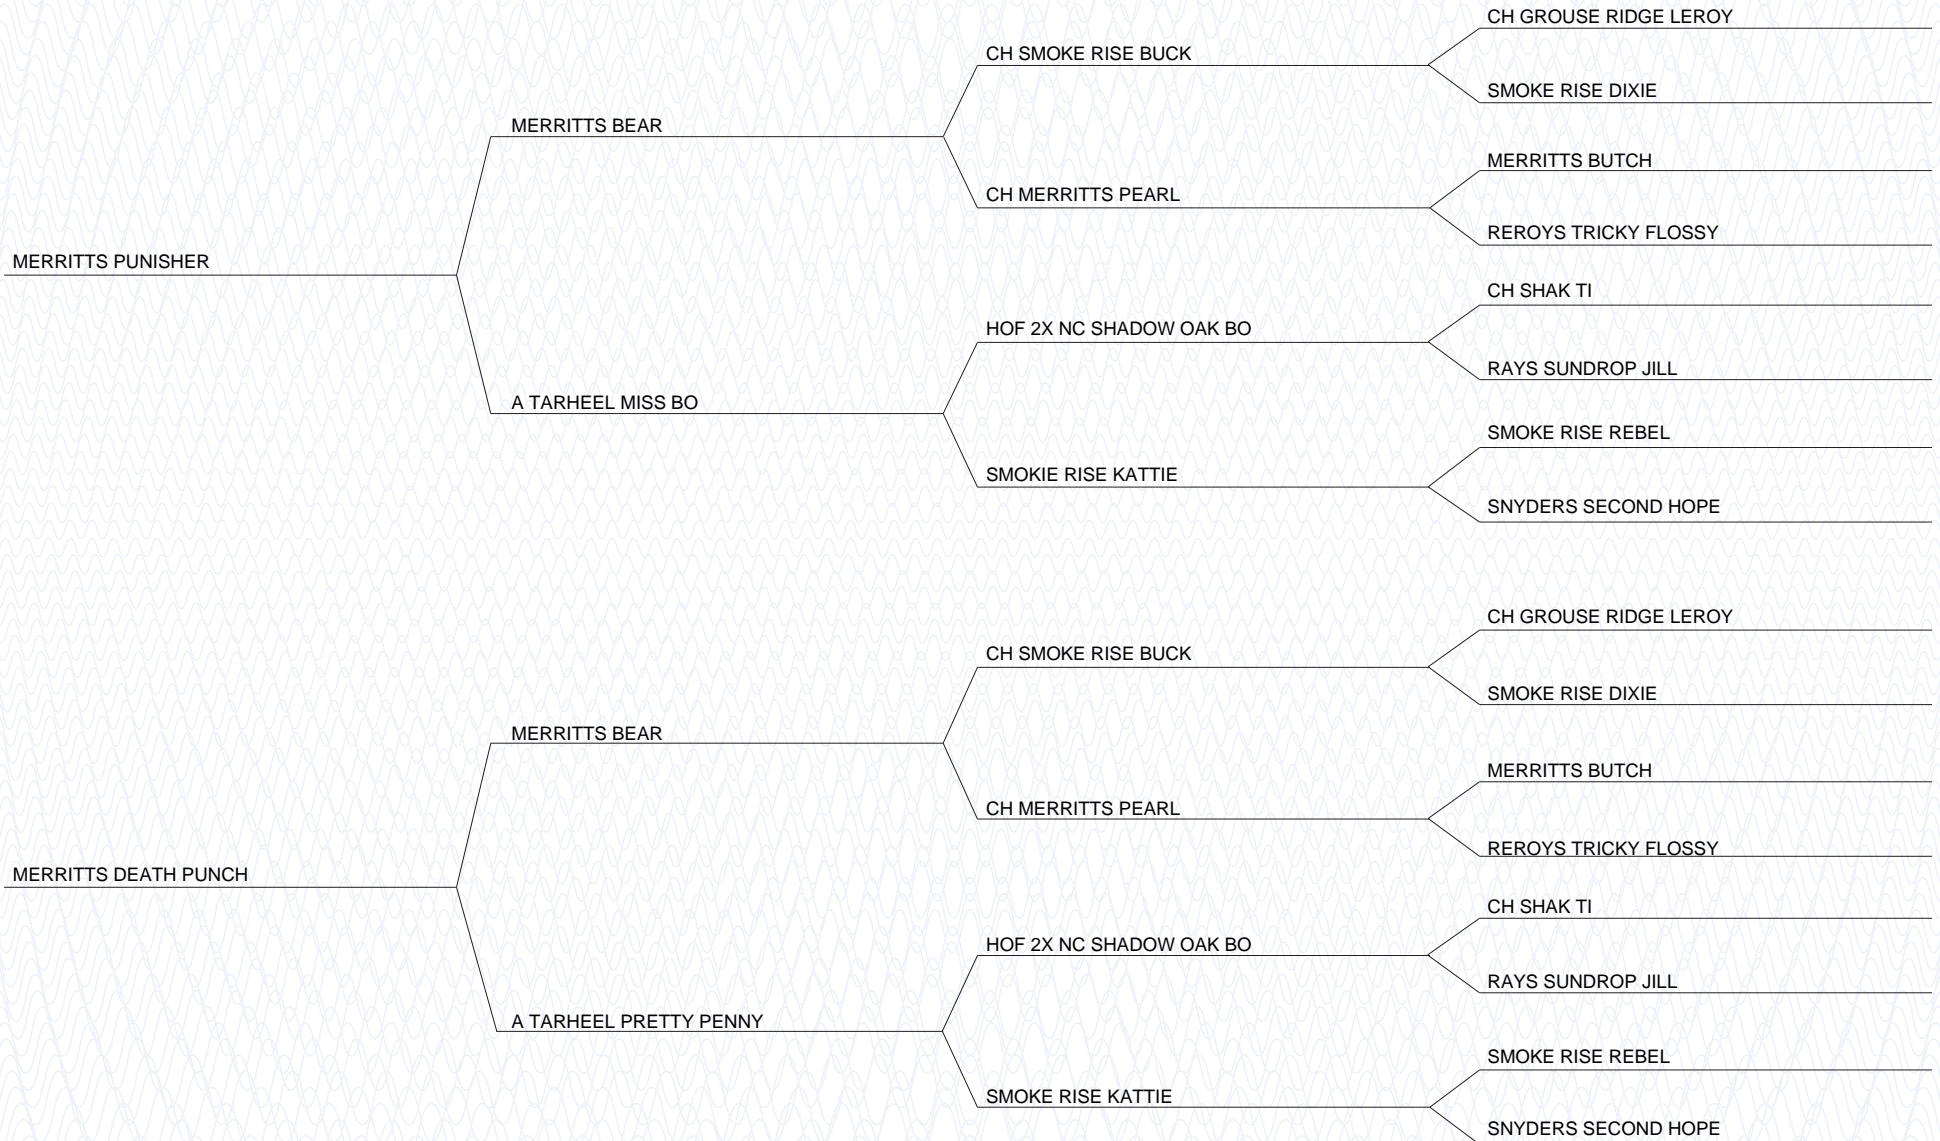 CH GROUSE RIDGE LEROY
CH SMOKE RISE BUCK
SMOKE RISE DIXIE
MERRITTS BEAR
MERRITTS BUTCH
CH MERRITTS PEARL
REROYS TRICKY FLOSSY
MERRITTS PUNISHER
CH SHAK TI
HOF 2X NC SHADOW OAK BO
RAYS SUNDROP JILL
A TARHEEL MISS BO
SMOKE RISE REBEL
SMOKIE RISE KATTIE
SNYDERS SECOND HOPE
CH GROUSE RIDGE LEROY
CH SMOKE RISE BUCK
SMOKE RISE DIXIE
MERRITTS BEAR
MERRITTS BUTCH
CH MERRITTS PEARL
REROYS TRICKY FLOSSY
MERRITTS DEATH PUNCH
CH SHAK TI
HOF 2X NC SHADOW OAK BO
RAYS SUNDROP JILL
A TARHEEL PRETTY PENNY
SMOKE RISE REBEL
SMOKE RISE KATTIE
SNYDERS SECOND HOPE